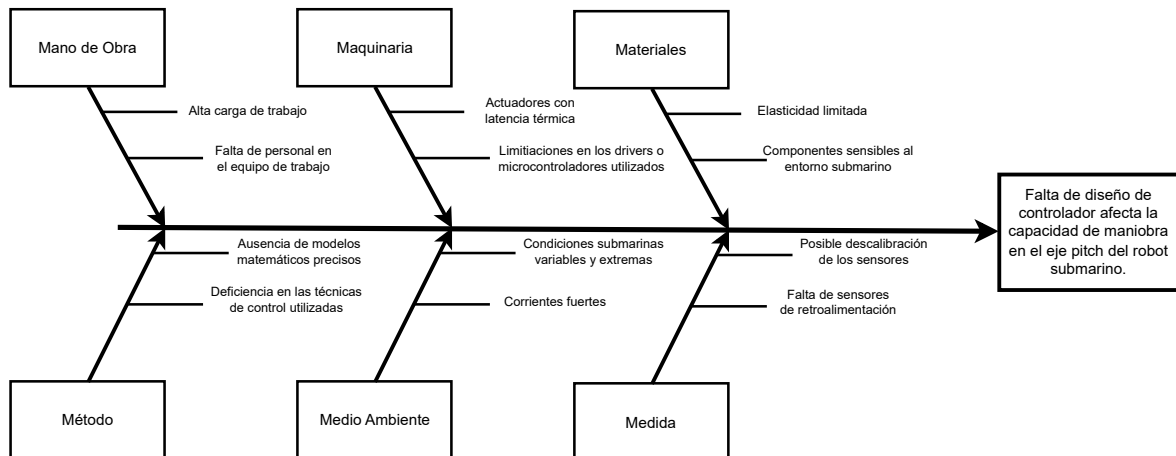 Mano de Obra
Maquinaria
Materiales
Alta carga de trabajo
Falta de personal en
el equipo de trabajo
Actuadores con
latencia térmica
Limitiaciones en los drivers o
microcontroladores utilizados
Elasticidad limitada
Componentes sensibles al
entorno submarino
Falta de diseño de
controlador afecta la
capacidad de maniobra
en el eje pitch del robot
submarino.
Ausencia de modelos
matemáticos precisos
Deficiencia en las técnicas
de control utilizadas
Condiciones submarinas
variables y extremas
Corrientes fuertes
Posible descalibración
de los sensores
Falta de sensores
de retroalimentación
Método
Medio Ambiente
Medida